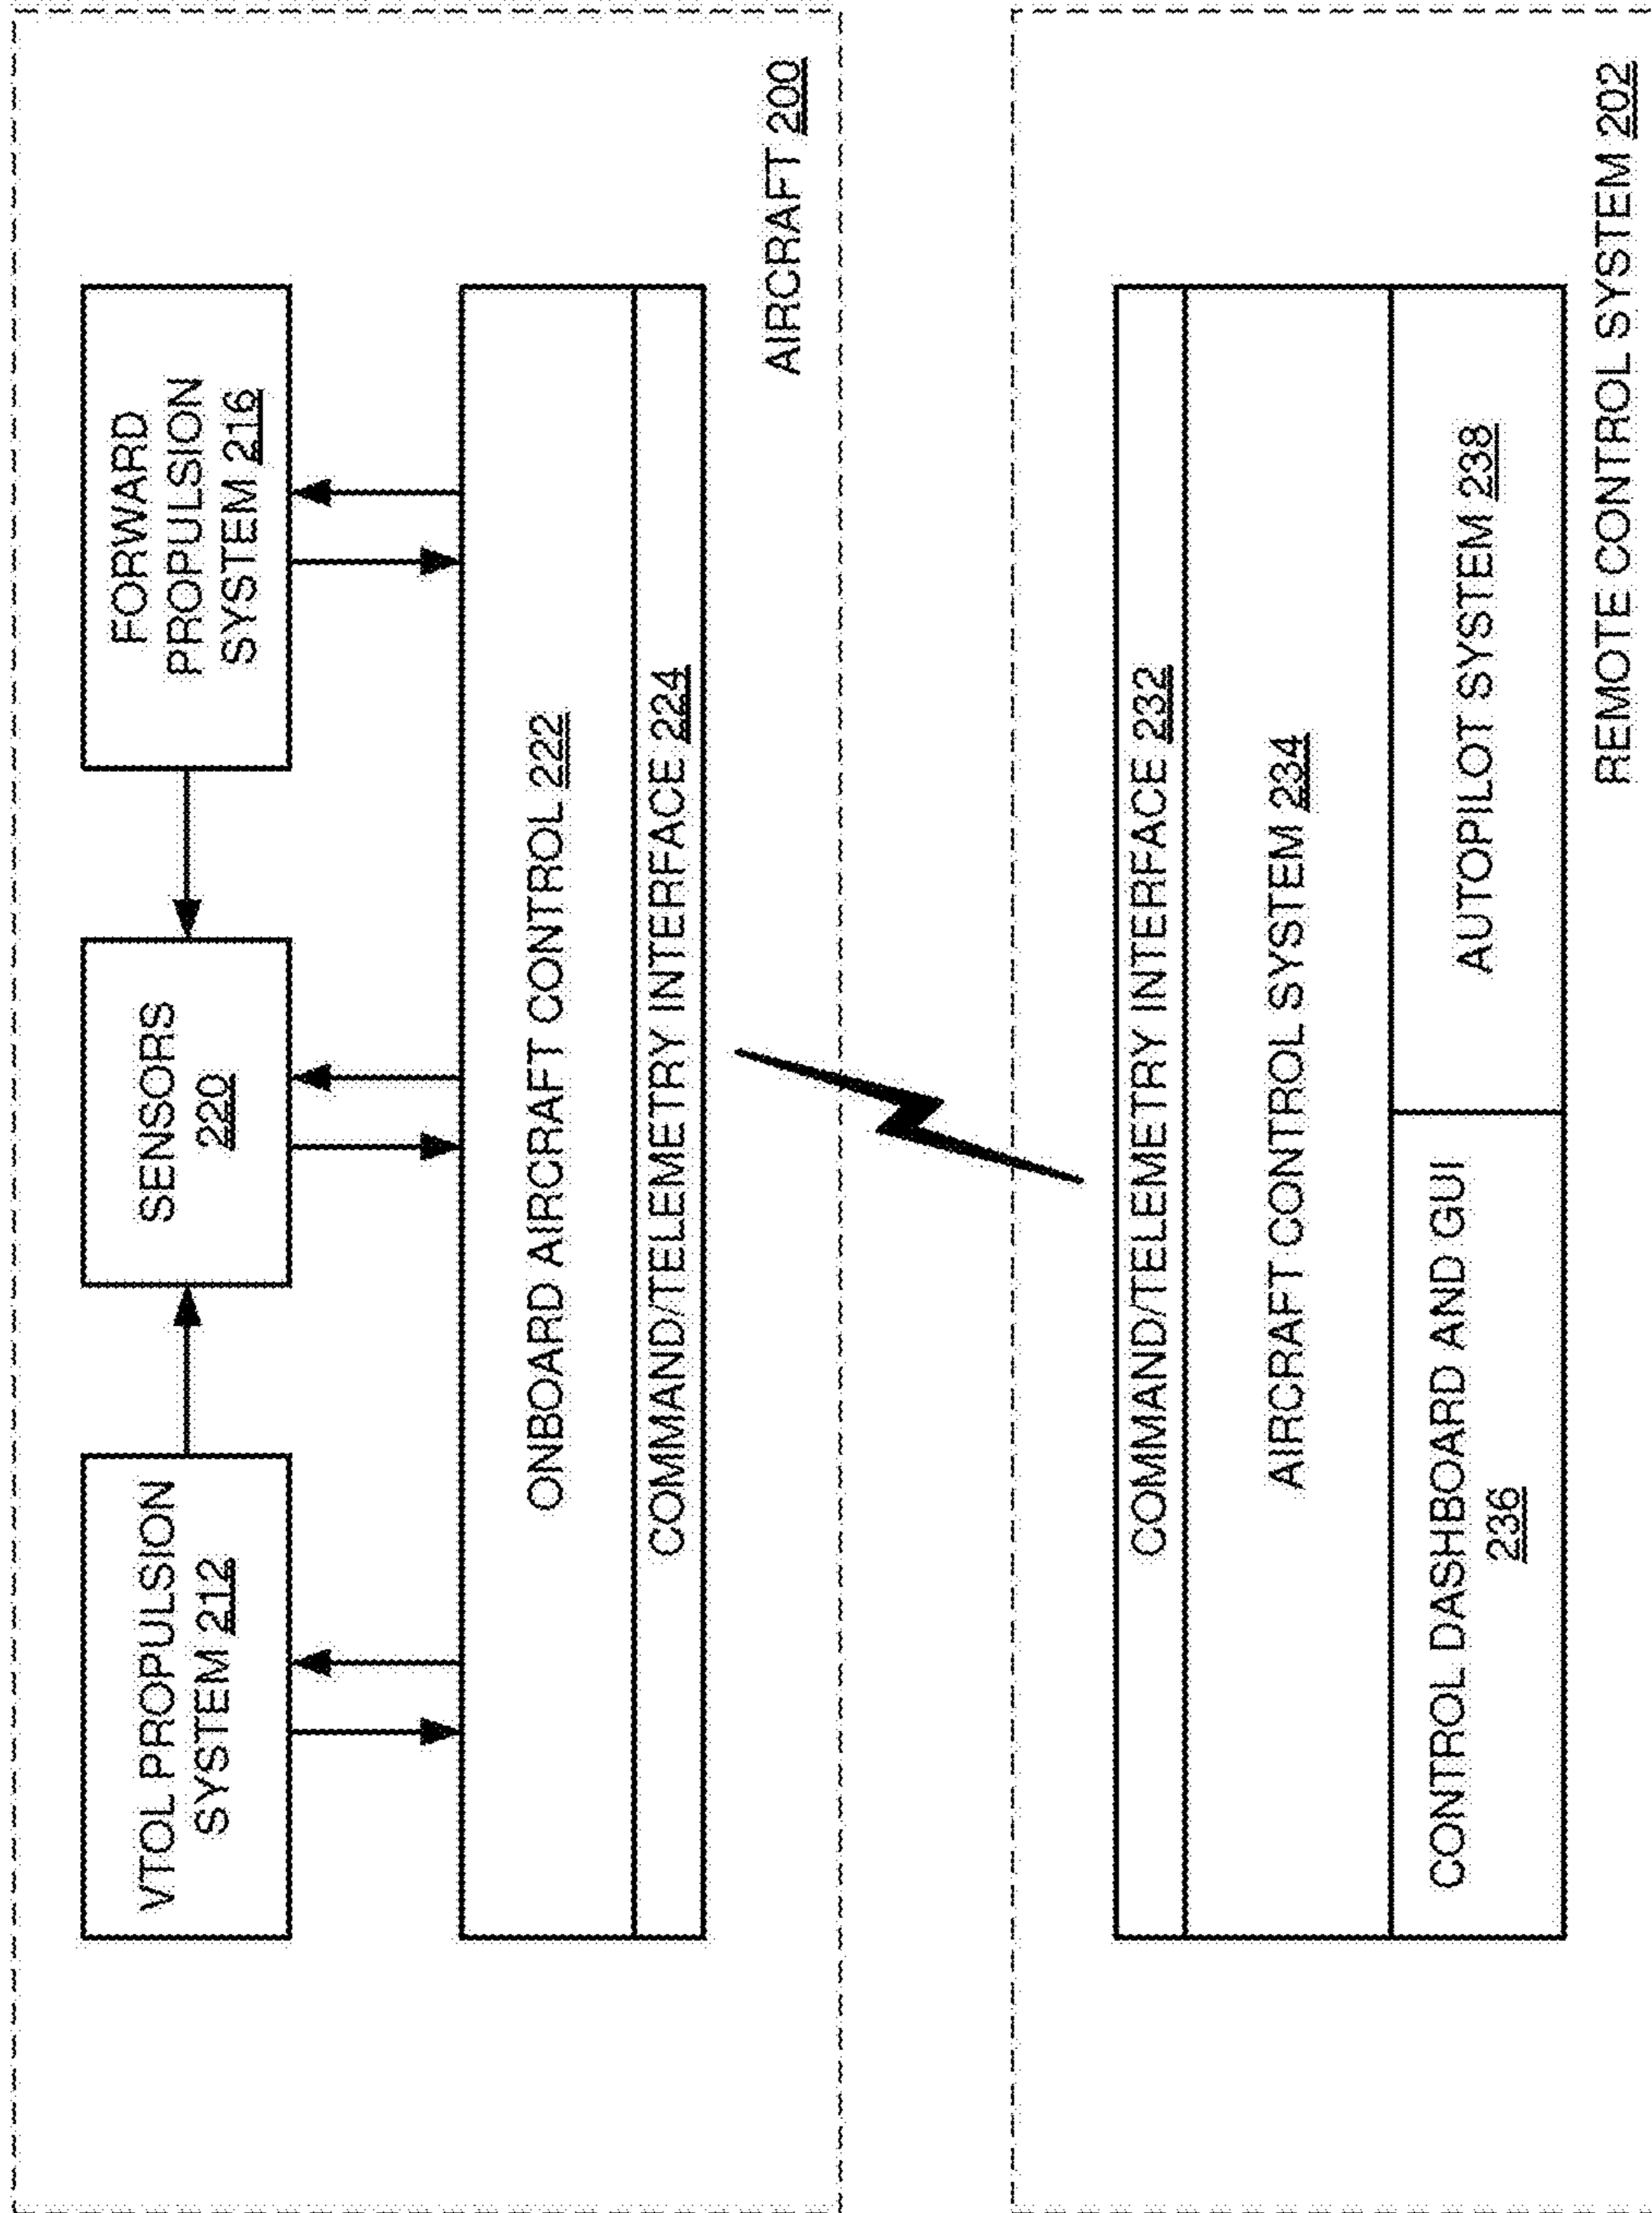 VTOL PROPULSION
SYSTEM 212
SENSORS
220
FORWARD
PROPULSION
SYSTEM 216
ONBOARD AIRCRAFT CONTROL 222
COMMAND/TELEMETRY INTERFACE 224
AIRCRAFT 200
COMMAND/TELEMETRY INTERFACE 232
AIRCRAFT CONTROL SYSTEM 234
CONTROL DASHBOARD AND GUI
236
AUTOPILOT SYSTEM 238
REMOTE CONTROL SYSTEM 202